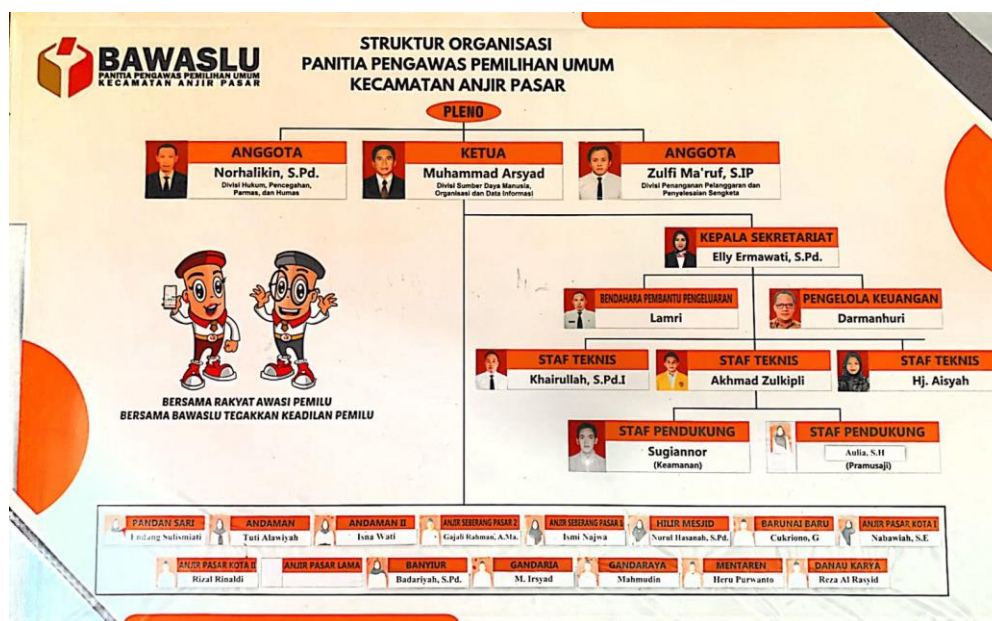 BAWASLU
PANITIA PENGAWAS PEMILIHAN UMUM
KECAMATAN ANJIR PASAR
STRUKTUR ORGANISASI
PANITIA PENGAWAS PEMILIHAN UMUM
KECAMATAN ANJIR PASAR
PLENO
ANGGOTA
Norhalikin, S.Pd.
Divisi Hukum, Pencegahan,
Parmas, dan Humas
KETUA
Muhammad Arsyad
Divisi Sumber Daya Manusia,
Organisasi dan Data Informasi
ANGGOTA
Zulfi Ma'ruf, S.IP
Divisi Penanganan Pelanggaran dan
Penyelesaian Sengketa
KEPALA SEKRETARIAT
Elly Ermawati, S.Pd.
BENDAHARA PEMBANTU PENGELUARAN
Lamri
PENGELOLA KEUANGAN
Darmanhuri
STAF TEKNIS
Khairullah, S.Pd.I
STAF TEKNIS
Akhmad Zulkipli
STAF TEKNIS
Hj. Aisyah
BERSAMA RAKYAT AWASI PEMILU
BERSAMA BAWASLU TEGAKKAN KEADILAN PEMILU
STAF PENDUKUNG
Sugiannor
(Keamanan)
STAF PENDUKUNG
Aulia, S.H
(Pramusaji)
PANDAN SARI
Endang Sulismiati
ANDAMAN
Tuti Alawiyah
ANDAMAN II
Isna Wati
ANJIR SEBERANG PASAR 2
Gajali Rahman, A.Ma.
ANJIR SEBERANG PASAR
Ismi Najwa
HILIR MESJID
Nurul Hasanah, S.Pd.
BARUNAI BARU
Cukriono, G
ANJIR PASAR KOTA I
Nabawiah, S.E
ANJIR PASAR KOTA II
Rizal Rinaldi
ANJIR PASAR LAMA
BANYIUR
Badariyah, S.Pd.
GANDARIA
M. Irsyad
GANDARAYA
Mahmudin
MENTAREN
Heru Purwanto
DANAU KARYA
Reza Al Rasyid